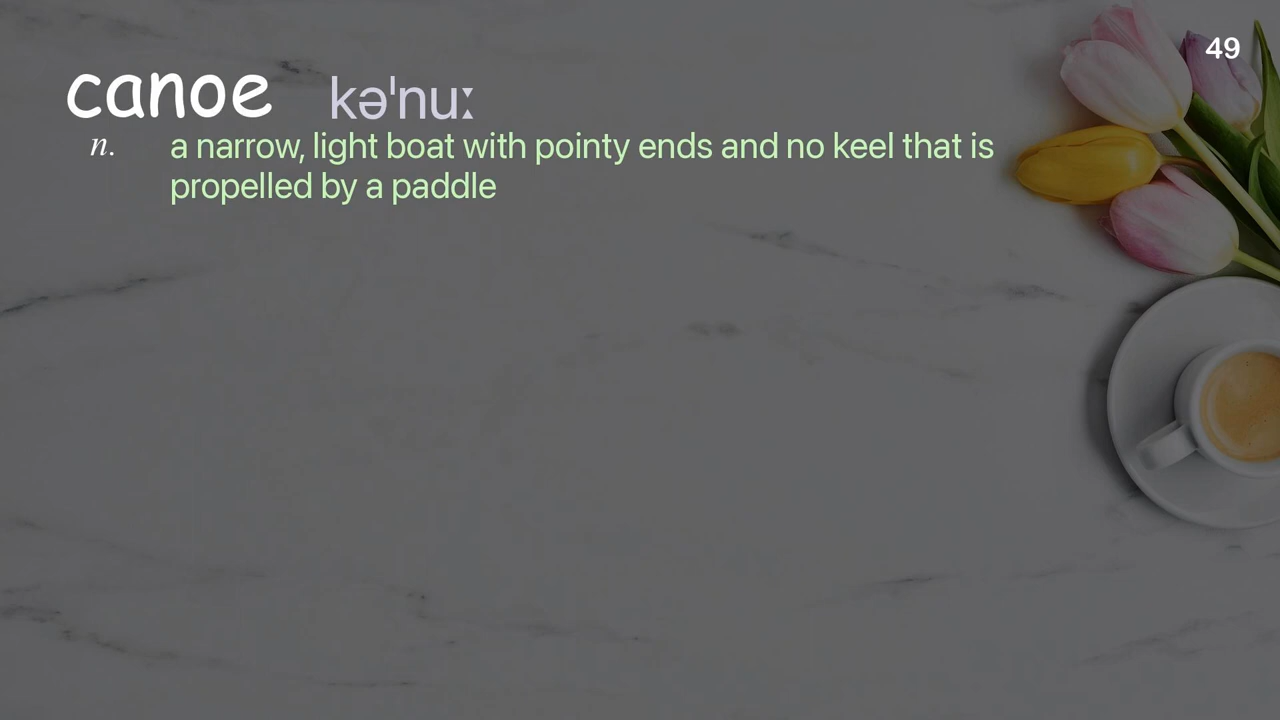 49
canoe kəˈnuː
n. a narrow, light boat with pointy ends and no keel that is
propelled by a paddle